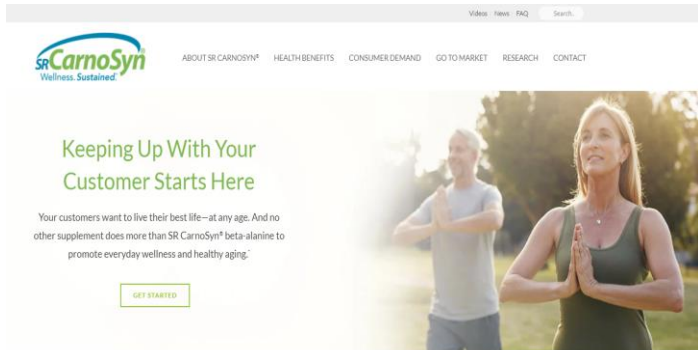 Videos News FAQ Search..
SR CarnoSyn®
Wellness. Sustained.
ABOUT SR CARNOSYN® HEALTH BENEFITS CONSUMER DEMAND GO TO MARKET RESEARCH CONTACT
Keeping Up With Your
Customer Starts Here
Your customers want to live their best life—at any age. And no
other supplement does more than SR CarnoSyn® beta-alanine to
promote everyday wellness and healthy aging.*
GET STARTED